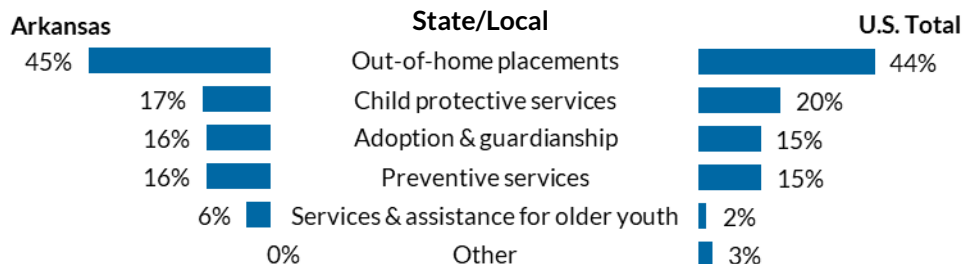 Arkansas State/Local U.S. Total
45% Out-of-home placements 44%
17% Child protective services 20%
16% Adoption & guardianship 15%
16% Preventive services 15%
6% Services & assistance for older youth 2%
0% Other 3%